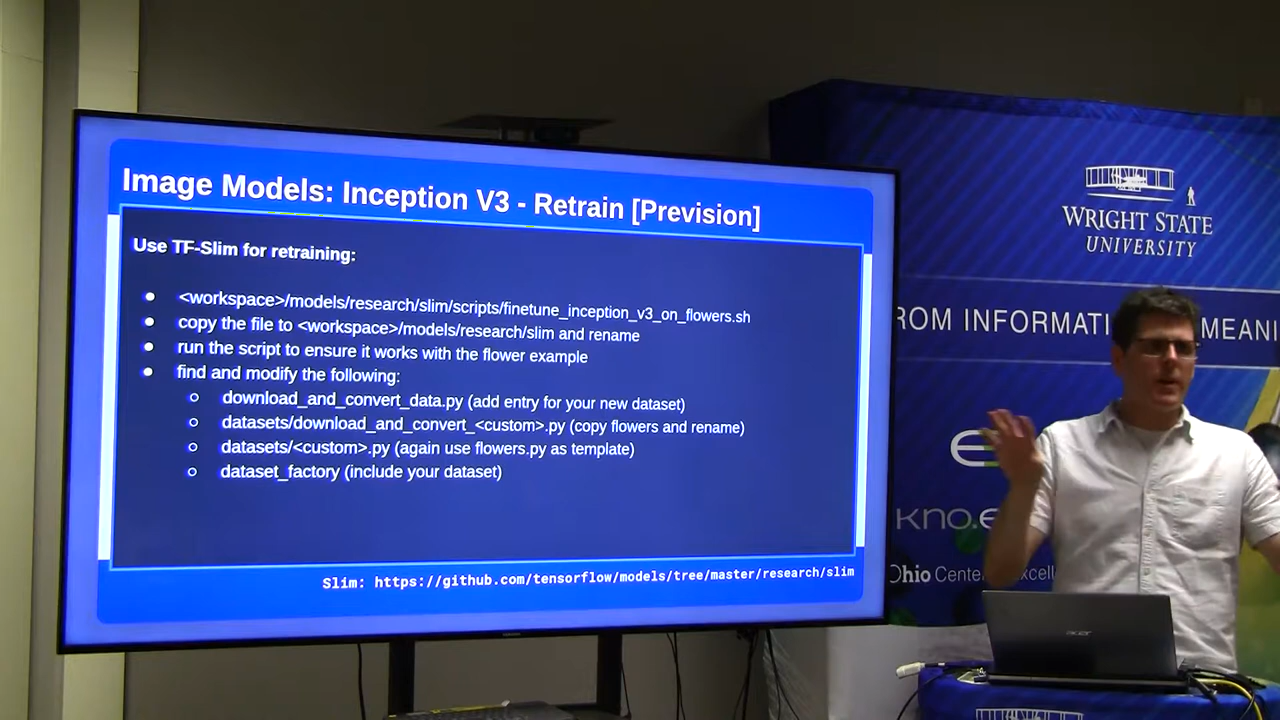 Image Models: Inception V3 - Retrain [Prevision]
Use TF-Slim for retraining:
● <workspace>/models/research/slim/scripts/finetune_inception_v3_on_flowers.sh
● copy the file to <workspace>/models/research/slim and rename
● run the script to ensure it works with the flower example
● find and modify the following:
○ download_and_convert_data.py (add entry for your new dataset)
○ datasets/download_and_convert_<custom>.py (copy flowers and rename)
○ datasets/<custom>.py (again use flowers.py as template)
○ dataset_factory (include your dataset)
Slim: https://github.com/tensorflow/models/tree/master/research/slim
WRIGHT STATE
UNIVERSITY
ROM INFORMATI MEANI
kno.e
Ohio Cente
xcell
acer